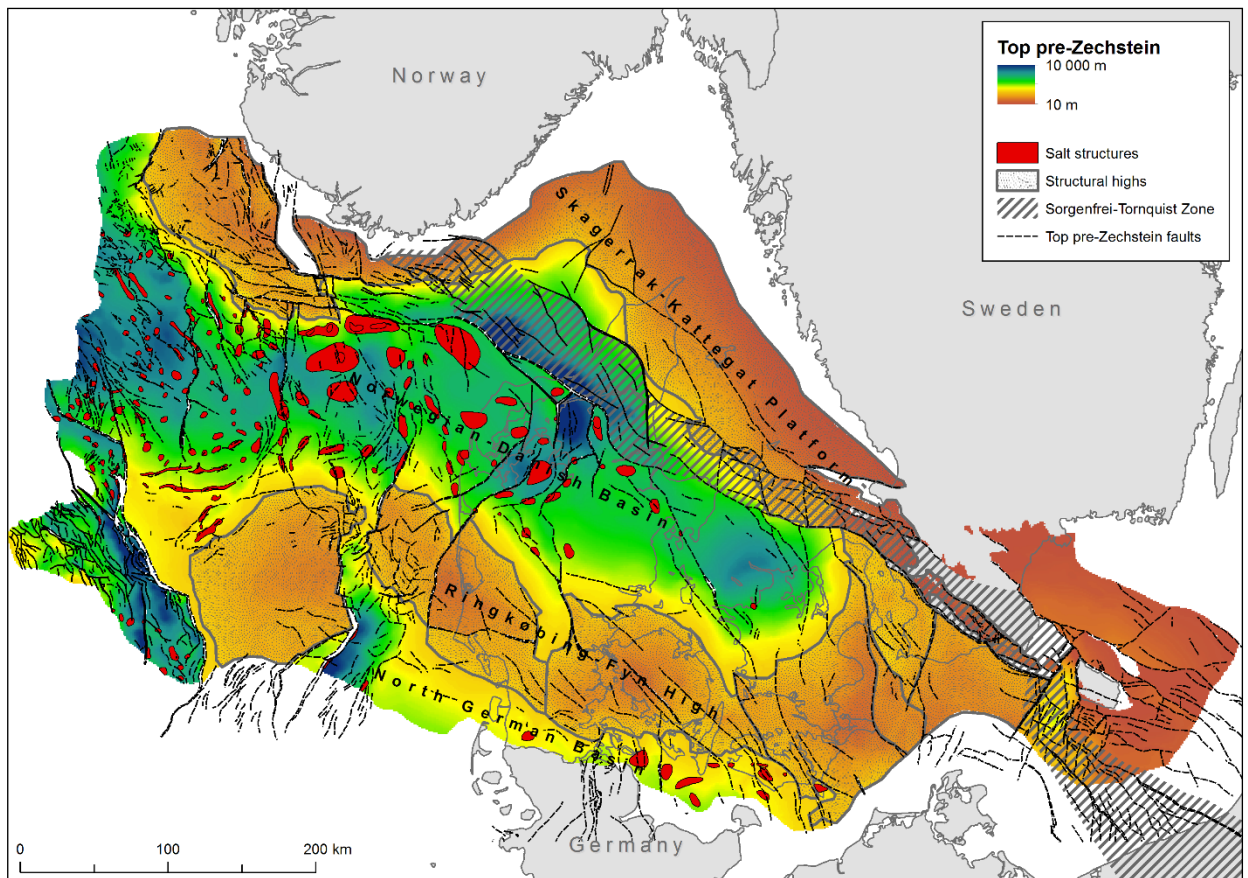 Norway
Top pre-Zechstein
10 000 m
10 m
Salt structures
Structural highs
Sorgenfrei-Tornquist Zone
Top pre-Zechstein faults
Skagerrak-Kattegat Platform
Sweden
Norwegian Danish Basin
Ringkøbing-Fyn High
North German Basin
Germany
0 100 200 km